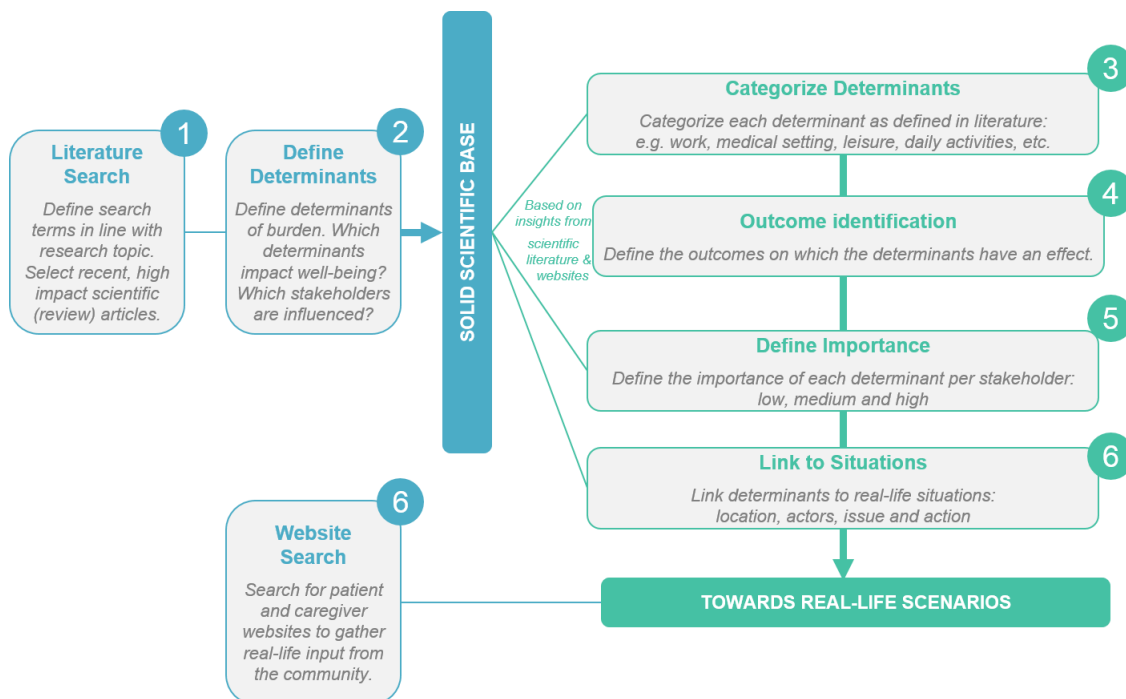 1
Literature
Search
Define search
terms in line with
research topic.
Select recent, high
impact scientific
(review) articles.
2
Define
Determinants
Define determinants
of burden. Which
determinants
impact well-being?
Which stakeholders
are influenced?
SOLID SCIENTIFIC BASE
Based on
insights from
scientific
literature &
websites
3
Categorize Determinants
Categorize each determinant as defined in literature:
e.g. work, medical setting, leisure, daily activities, etc.
4
Outcome identification
Define the outcomes on which the determinants have an effect.
5
Define Importance
Define the importance of each determinant per stakeholder:
low, medium and high
6
Link to Situations
Link determinants to real-life situations:
location, actors, issue and action
6
Website
Search
Search for patient
and caregiver
websites to gather
real-life input from
the community.
TOWARDS REAL-LIFE SCENARIOS